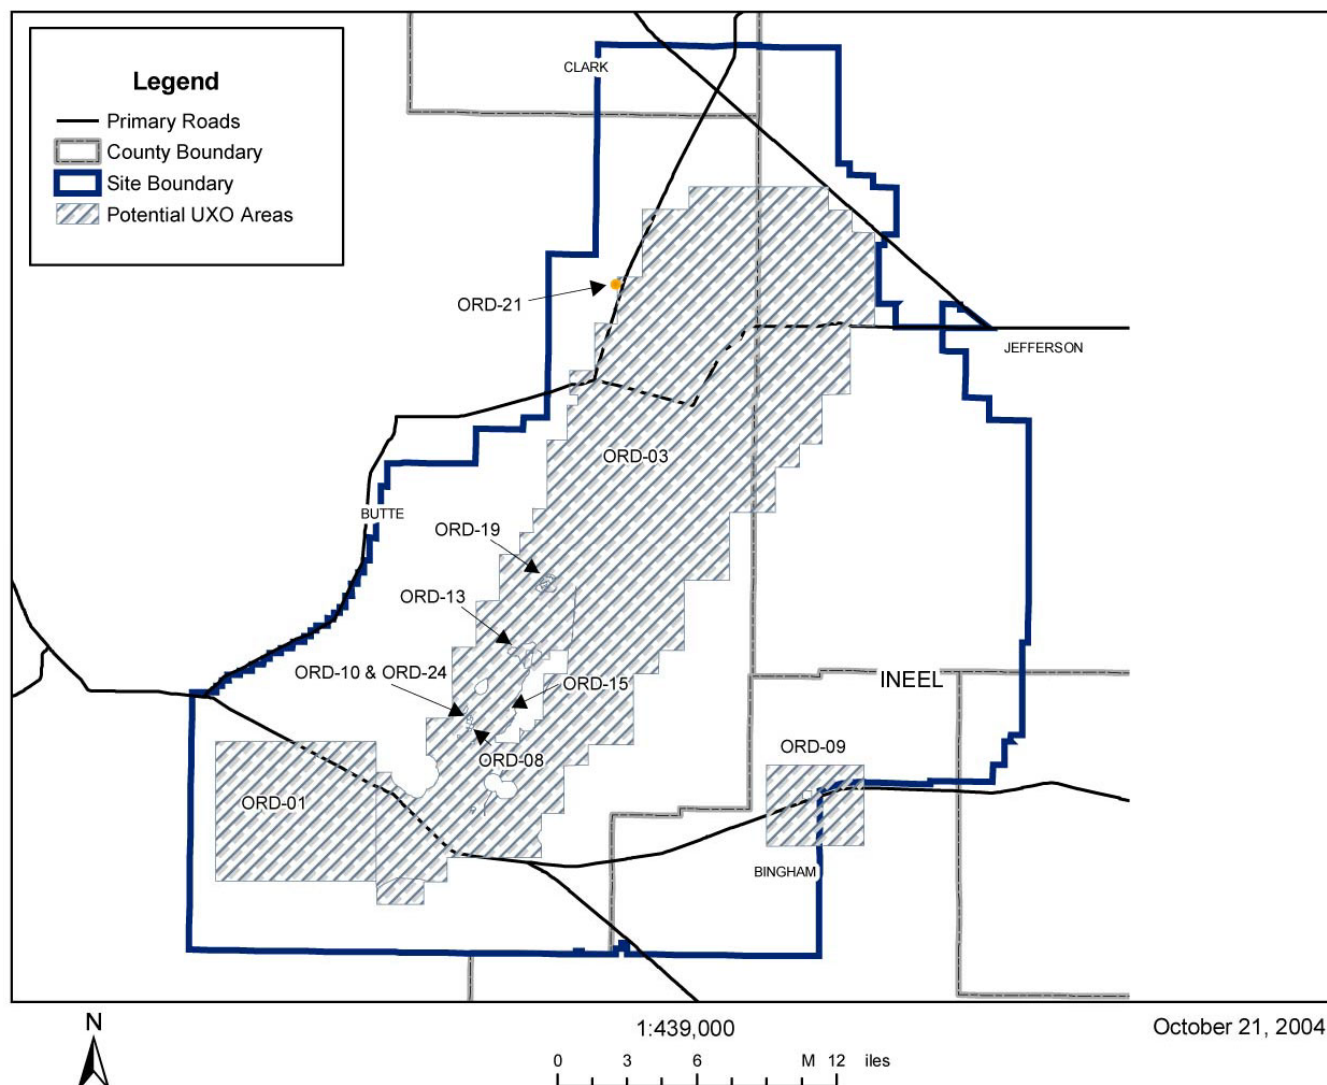 Legend
Primary Roads
County Boundary
Site Boundary
Potential UXO Areas
CLARK
ORD-21
JEFFERSON
ORD-03
BUTTE
ORD-19
ORD-13
ORD-10 & ORD-24
ORD-15
INEEL
ORD-08
ORD-09
ORD-01
BINGHAM
N
1:439,000
October 21, 2004
0 3 6 M 12 iles